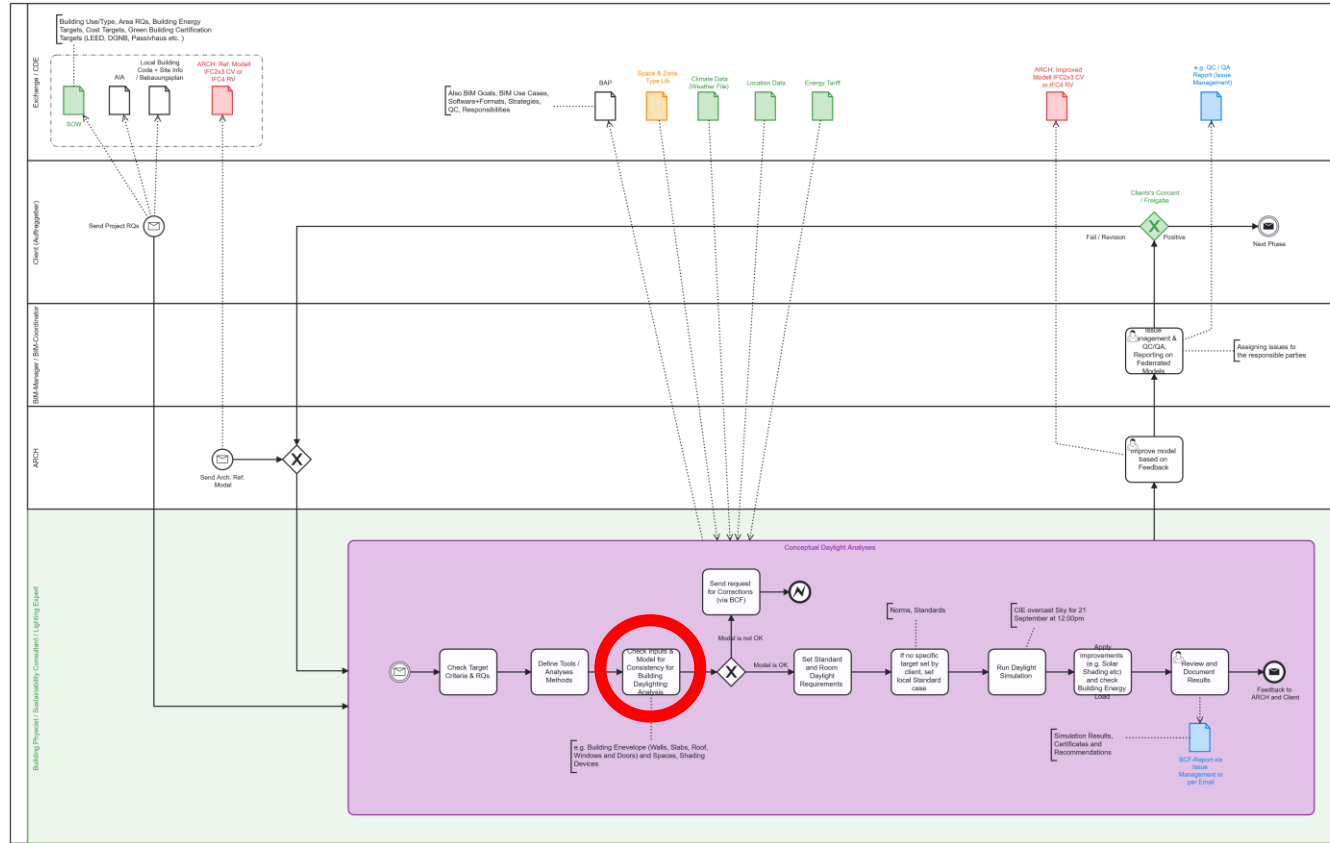 Building Use/Type, Area RQs, Building Energy
Targets, Cost Targets, Green Building Certification
Targets (LEED, DGNB, Passivhaus etc. )
Exchange / CDE
SOW
AIA
Local Building
Code + Site Info
/ Bebauungsplan
ARCH: Ref. Modell
IFC2x3 CV or
IFC4 RV
Also BIM Goals, BIM Use Cases,
Software+Formats, Strategies,
QC, Responsibilities
BAP
Space & Zone
Type Lib
Climate Data
(Weather File)
Location Data
Energy Tariff
ARCH: Improved
Modell IFC2x3 CV
or IFC4 RV
e.g. QC / QA
Report (Issue
Management)
Client (Auftraggeber)
Send Project RQs
Clients's Concent
/ Freigabe
Fail / Revision
Positive
Next Phase
BIM-Manager / BIM-Coordinator
Issue
Management &
QC/QA,
Reporting on
Federrated
Models
Assigning issues to
the responsible parties
ARCH
Send Arch, Ref.
Model
Improve model
based on
Feedback
Building Physcist / Sustainability Consultant / Lighting Expert
Conceptual Daylight Analyses
Check Target
Criteria & RQs
Define Tools /
Analyses
Methods
Check Inputs &
Model for
Consistency for
Building
Daylighting
Analysis
e.g. Building Enevelope (Walls, Slabs, Roof,
Windows and Doors) and Spaces, Shading
Devices
Send request
for Corrections
(via BCF)
Model is not OK
Model is OK
Set Standard
and Room
Daylight
Requirements
Norms, Standards
If no specific
target set by
client, set
local Standard
case
CIE overcast Sky for 21
September at 12:00pm
Run Daylight
Simulation
Apply
improvements
(e.g. Solar
Shading etc)
and check
Building Energy
Load
Review and
Document
Results
Feedback to
ARCH and Client
Simulation Results,
Certificates and
Recommendations
BCF-Report via
Issue
Management or
per Email